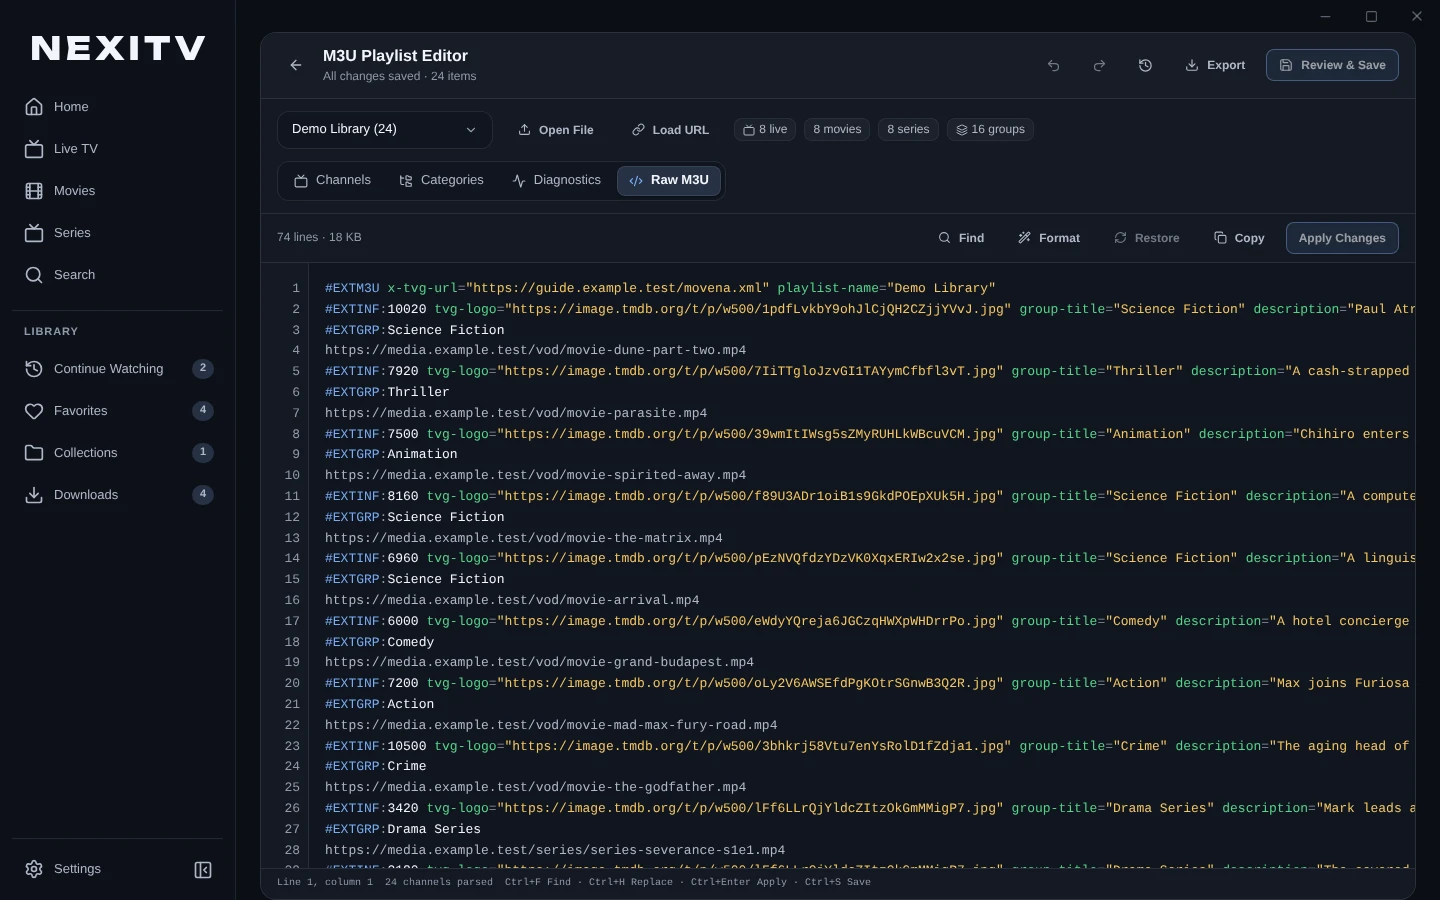 NEXITV
Home
Live TV
Movies
Series
Search
LIBRARY
Continue Watching 2
Favorites 4
Collections 1
Downloads 4
Settings
M3U Playlist Editor
All changes saved · 24 items
Export
Review & Save
Demo Library (24)
Open File
Load URL
8 live
8 movies
8 series
16 groups
Channels
Categories
Diagnostics
Raw M3U
74 lines · 18 KB
Find
Format
Restore
Copy
Apply Changes
1 #EXTM3U x-tvg-url="https://guide.example.test/movena.xml" playlist-name="Demo Library"
2 #EXTINF:10020 tvg-logo="https://image.tmdb.org/t/p/w500/1pdfLvkbY9ohJlCjQH2CZjjYVvJ.jpg" group-title="Science Fiction" description="Paul Atr
3 #EXTGRP:Science Fiction
4 https://media.example.test/vod/movie-dune-part-two.mp4
5 #EXTINF:7920 tvg-logo="https://image.tmdb.org/t/p/w500/7IiTTgloJzvGI1TAYymCfbfl3vT.jpg" group-title="Thriller" description="A cash-strapped
6 #EXTGRP:Thriller
7 https://media.example.test/vod/movie-parasite.mp4
8 #EXTINF:7500 tvg-logo="https://image.tmdb.org/t/p/w500/39wmItIWsg5sZMyRUHLkWBcuVCM.jpg" group-title="Animation" description="Chihiro enters
9 #EXTGRP:Animation
10 https://media.example.test/vod/movie-spirited-away.mp4
11 #EXTINF:8160 tvg-logo="https://image.tmdb.org/t/p/w500/f89U3ADr1oiB1s9GkdPOEpXUk5H.jpg" group-title="Science Fiction" description="A compute
12 #EXTGRP:Science Fiction
13 https://media.example.test/vod/movie-the-matrix.mp4
14 #EXTINF:6960 tvg-logo="https://image.tmdb.org/t/p/w500/pEzNVQfdzYDzVK0XqxERIw2x2se.jpg" group-title="Science Fiction" description="A linguis
15 #EXTGRP:Science Fiction
16 https://media.example.test/vod/movie-arrival.mp4
17 #EXTINF:6000 tvg-logo="https://image.tmdb.org/t/p/w500/eWdyYQreja6JGCzqHWXpWHDrrPo.jpg" group-title="Comedy" description="A hotel concierge
18 #EXTGRP:Comedy
19 https://media.example.test/vod/movie-grand-budapest.mp4
20 #EXTINF:7200 tvg-logo="https://image.tmdb.org/t/p/w500/oLy2V6AWSEfdPgKOtrSGnwB3Q2R.jpg" group-title="Action" description="Max joins Furiosa
21 #EXTGRP:Action
22 https://media.example.test/vod/movie-mad-max-fury-road.mp4
23 #EXTINF:10500 tvg-logo="https://image.tmdb.org/t/p/w500/3bhkrj58Vtu7enYsRolD1fZdja1.jpg" group-title="Crime" description="The aging head of
24 #EXTGRP:Crime
25 https://media.example.test/vod/movie-the-godfather.mp4
26 #EXTINF:3420 tvg-logo="https://image.tmdb.org/t/p/w500/lFf6LLrQjYldcZItzOkGmMMigP7.jpg" group-title="Drama Series" description="Mark leads a
27 #EXTGRP:Drama Series
28 https://media.example.test/series/series-severance-s1e1.mp4
Line 1, column 1 24 channels parsed Ctrl+F Find · Ctrl+H Replace · Ctrl+Enter Apply · Ctrl+S Save